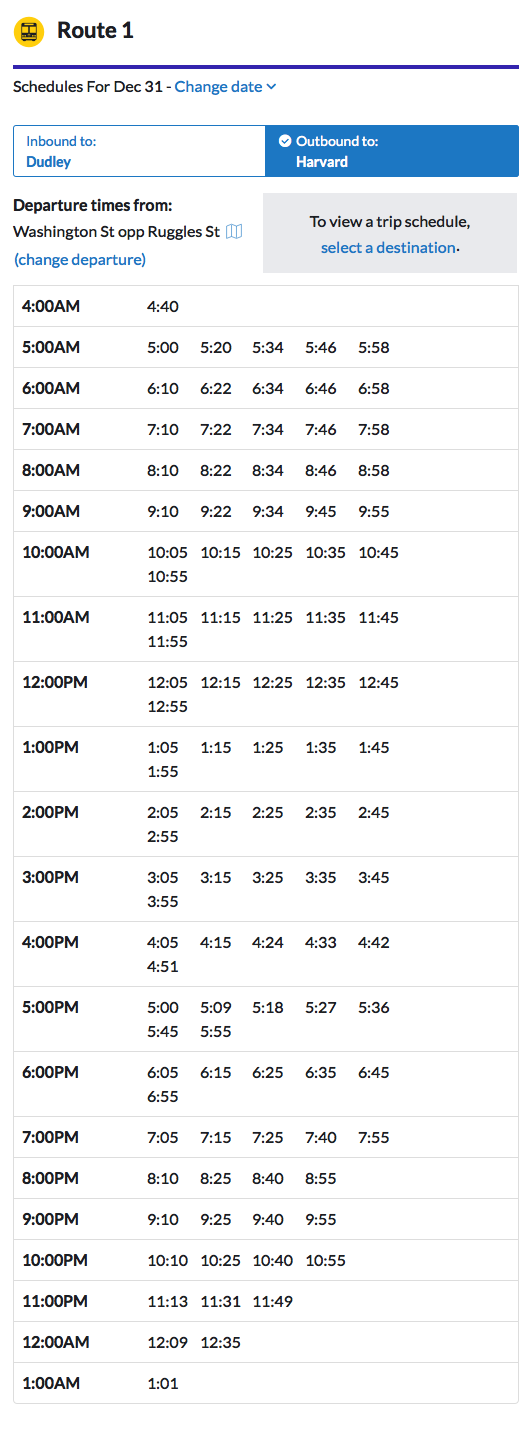 Route 1
Schedules For Dec 31 - Change date
Inbound to:
Dudley
Outbound to:
Harvard
Departure times from:
Washington St opp Ruggles St
(change departure)
To view a trip schedule,
select a destination.
4:00AM 4:40
5:00AM 5:00 5:20 5:34 5:46 5:58
6:00AM 6:10 6:22 6:34 6:46 6:58
7:00AM 7:10 7:22 7:34 7:46 7:58
8:00AM 8:10 8:22 8:34 8:46 8:58
9:00AM 9:10 9:22 9:34 9:45 9:55
10:00AM 10:05 10:15 10:25 10:35 10:45
10:55
11:00AM 11:05 11:15 11:25 11:35 11:45
11:55
12:00PM 12:05 12:15 12:25 12:35 12:45
12:55
1:00PM 1:05 1:15 1:25 1:35 1:45
1:55
2:00PM 2:05 2:15 2:25 2:35 2:45
2:55
3:00PM 3:05 3:15 3:25 3:35 3:45
3:55
4:00PM 4:05 4:15 4:24 4:33 4:42
4:51
5:00PM 5:00 5:09 5:18 5:27 5:36
5:45 5:55
6:00PM 6:05 6:15 6:25 6:35 6:45
6:55
7:00PM 7:05 7:15 7:25 7:40 7:55
8:00PM 8:10 8:25 8:40 8:55
9:00PM 9:10 9:25 9:40 9:55
10:00PM 10:10 10:25 10:40 10:55
11:00PM 11:13 11:31 11:49
12:00AM 12:09 12:35
1:00AM 1:01